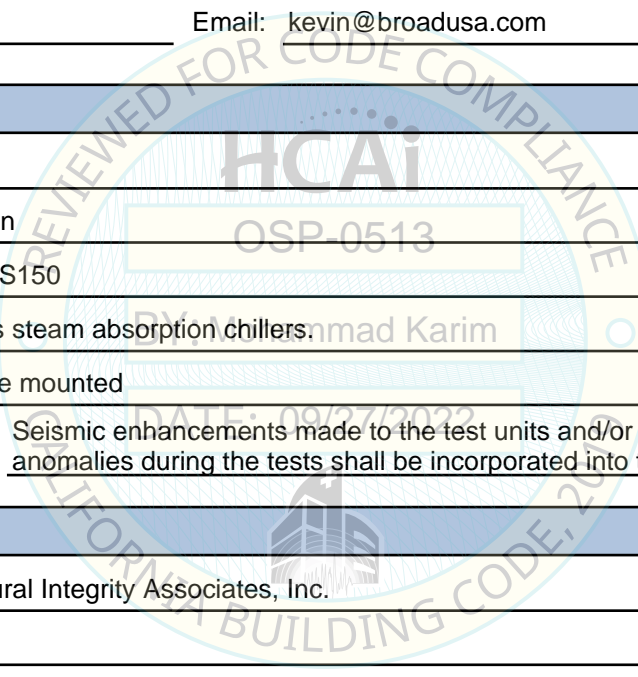 Email: kevin@broadusa.com
REVIEWED FOR CODE COMPLIANCE
HCAi
n
OSP-0513
S150
s steam absorption chillers.
BY: Mohammad Karim
e mounted
DATE: 09/27/2022
Seismic enhancements made to the test units and/or
anomalies during the tests shall be incorporated into
ural Integrity Associates, Inc.
CALIFORNIA BUILDING CODE, 2019